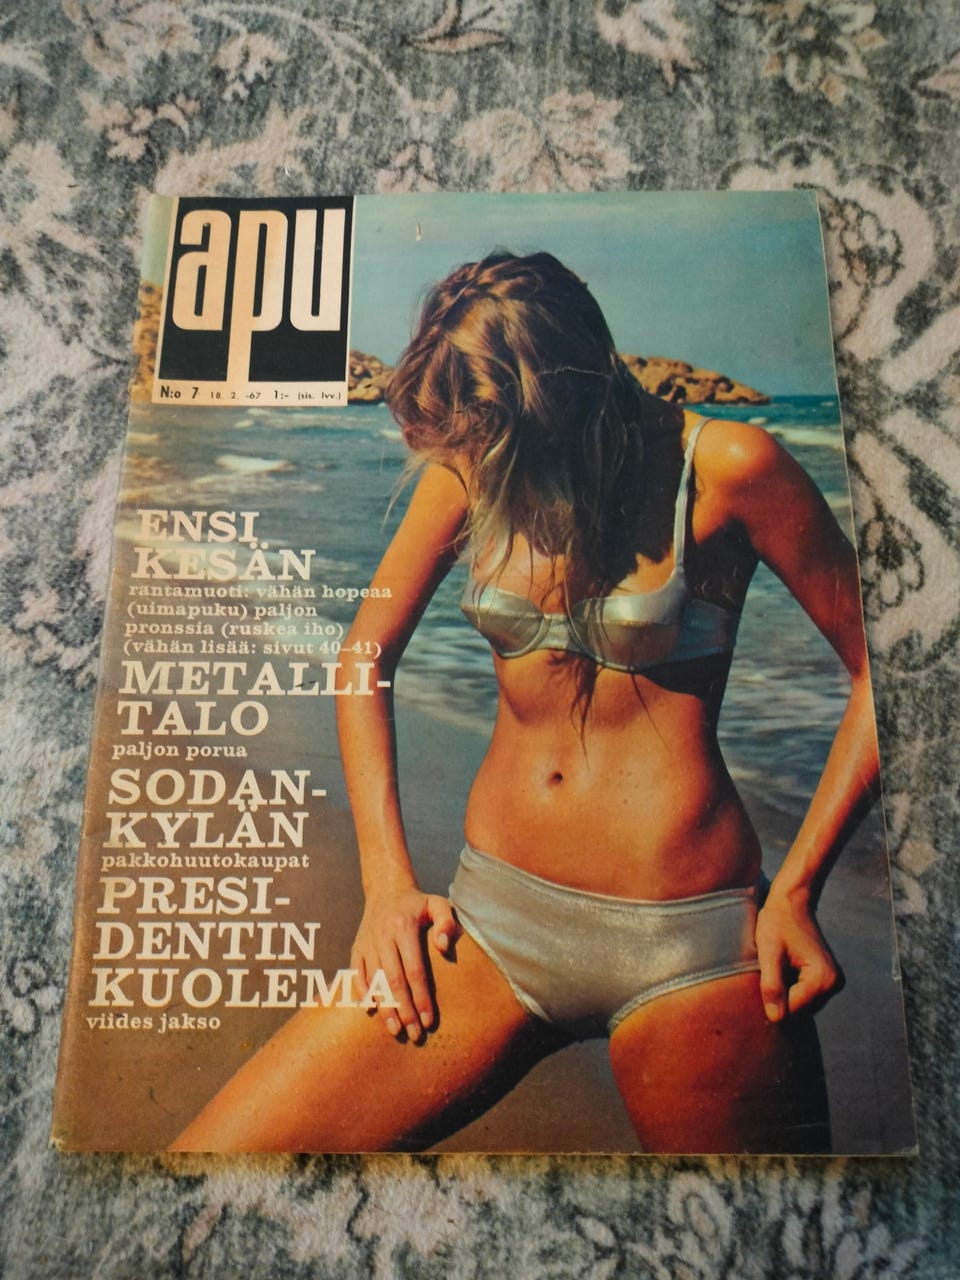 apu
N:o 7 18. 2. -67 1:- (sis. lvv.)
ENSI
KESÄN
rantamuoti: vähän hopeaa
(uimapuku) paljon
pronssia (ruskea iho)
(vähän lisää: sivut 40–41)
METALLI-
TALO
paljon porua
SODAN-
KYLÄN
pakkohuutokaupat
PRESI-
DENTIN
KUOLEMA
viides jakso